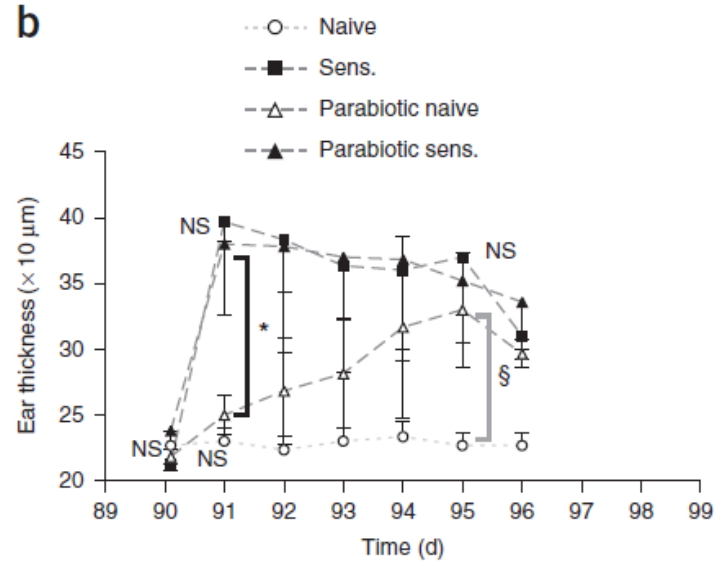 b
Naive
Sens.
Parabiotic naive
Parabiotic sens.
Ear thickness (× 10 μm)
45
40
35
30
25
20
NS
NS
*
§
NS
NS
89 90 91 92 93 94 95 96 97 98 99
Time (d)